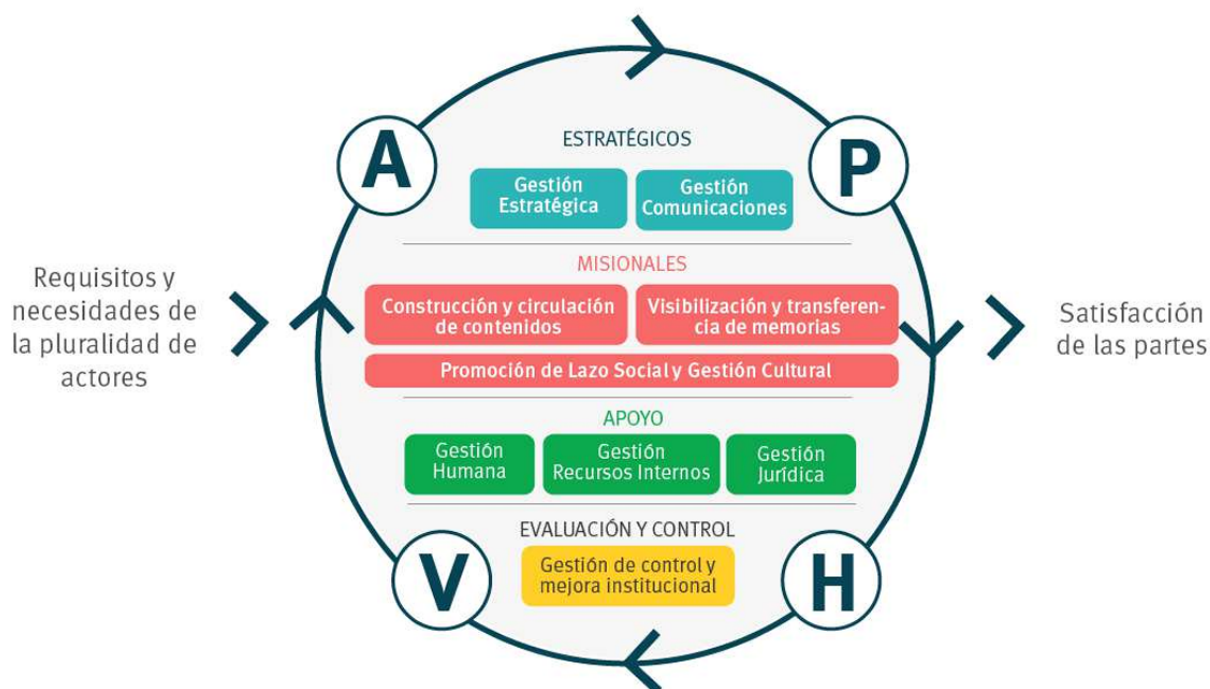 A
P
ESTRATÉGICOS
Gestión
Estratégica
Gestión
Comunicaciones
MISIONALES
Requisitos y
necesidades de
la pluralidad de
actores
Construcción y circulación
de contenidos
Visibilización y transferen-
cia de memorias
Satisfacción
de las partes
Promoción de Lazo Social y Gestión Cultural
APOYO
Gestión
Humana
Gestión
Recursos Internos
Gestión
Jurídica
EVALUACIÓN Y CONTROL
Gestión de control y
mejora institucional
V
H